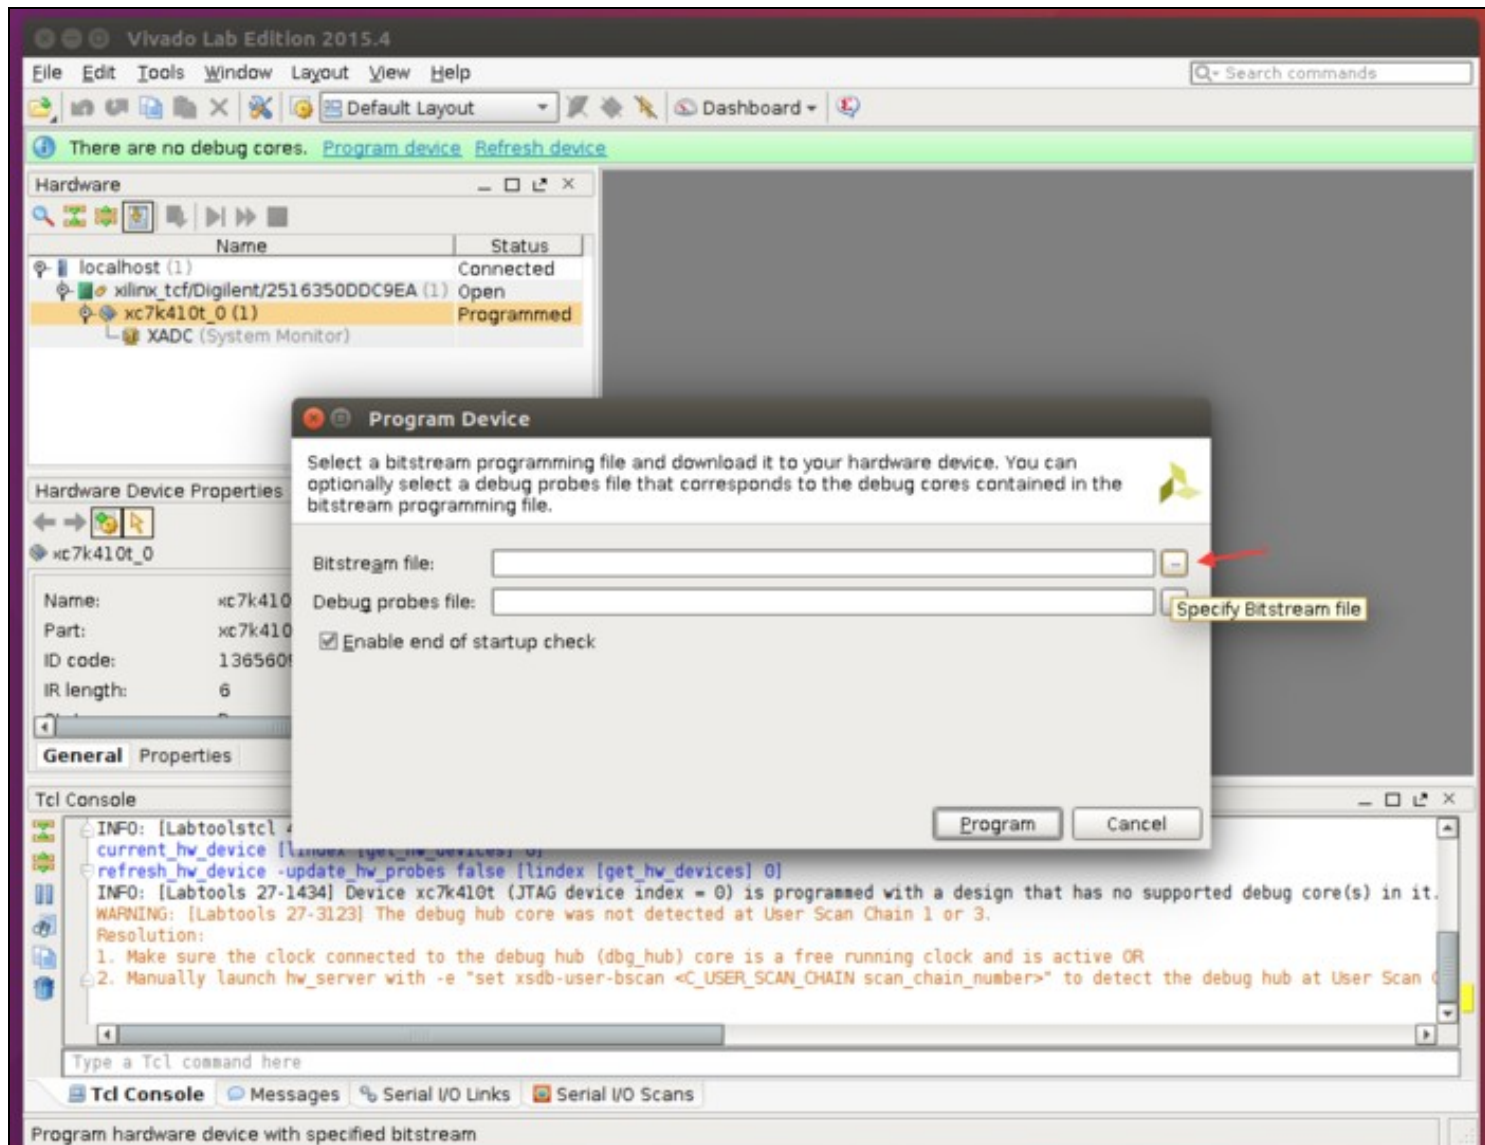 Vivado Lab Edition 2015.4
File Edit Tools Window Layout View Help
Search commands
Default Layout
Dashboard
There are no debug cores. Program device Refresh device
Hardware
Name Status
localhost (1) Connected
xilinx_tcf/Digilent/2516350DDC9EA (1) Open
xc7k410t_0 (1) Programmed
XADC (System Monitor)
Program Device
Select a bitstream programming file and download it to your hardware device. You can
optionally select a debug probes file that corresponds to the debug cores contained in the
bitstream programming file.
Bitstream file:
Debug probes file:
Specify Bitstream file
Enable end of startup check
Program Cancel
Hardware Device Properties
xc7k410t_0
Name: xc7k410
Part: xc7k410
ID code: 1365609
IR length: 6
General Properties
Tcl Console
INFO: [Labtoolstcl 4
current_hw_device [lindex [get_hw_devices] 0]
refresh_hw_device -update_hw_probes false [lindex [get_hw_devices] 0]
INFO: [Labtools 27-1434] Device xc7k410t (JTAG device index = 0) is programmed with a design that has no supported debug core(s) in it.
WARNING: [Labtools 27-3123] The debug hub core was not detected at User Scan Chain 1 or 3.
Resolution:
1. Make sure the clock connected to the debug hub (dbg_hub) core is a free running clock and is active OR
2. Manually launch hw_server with -e "set xsdb-user-bscan <C_USER_SCAN_CHAIN scan_chain_number>" to detect the debug hub at User Scan
Type a Tcl command here
Tcl Console Messages Serial I/O Links Serial I/O Scans
Program hardware device with specified bitstream